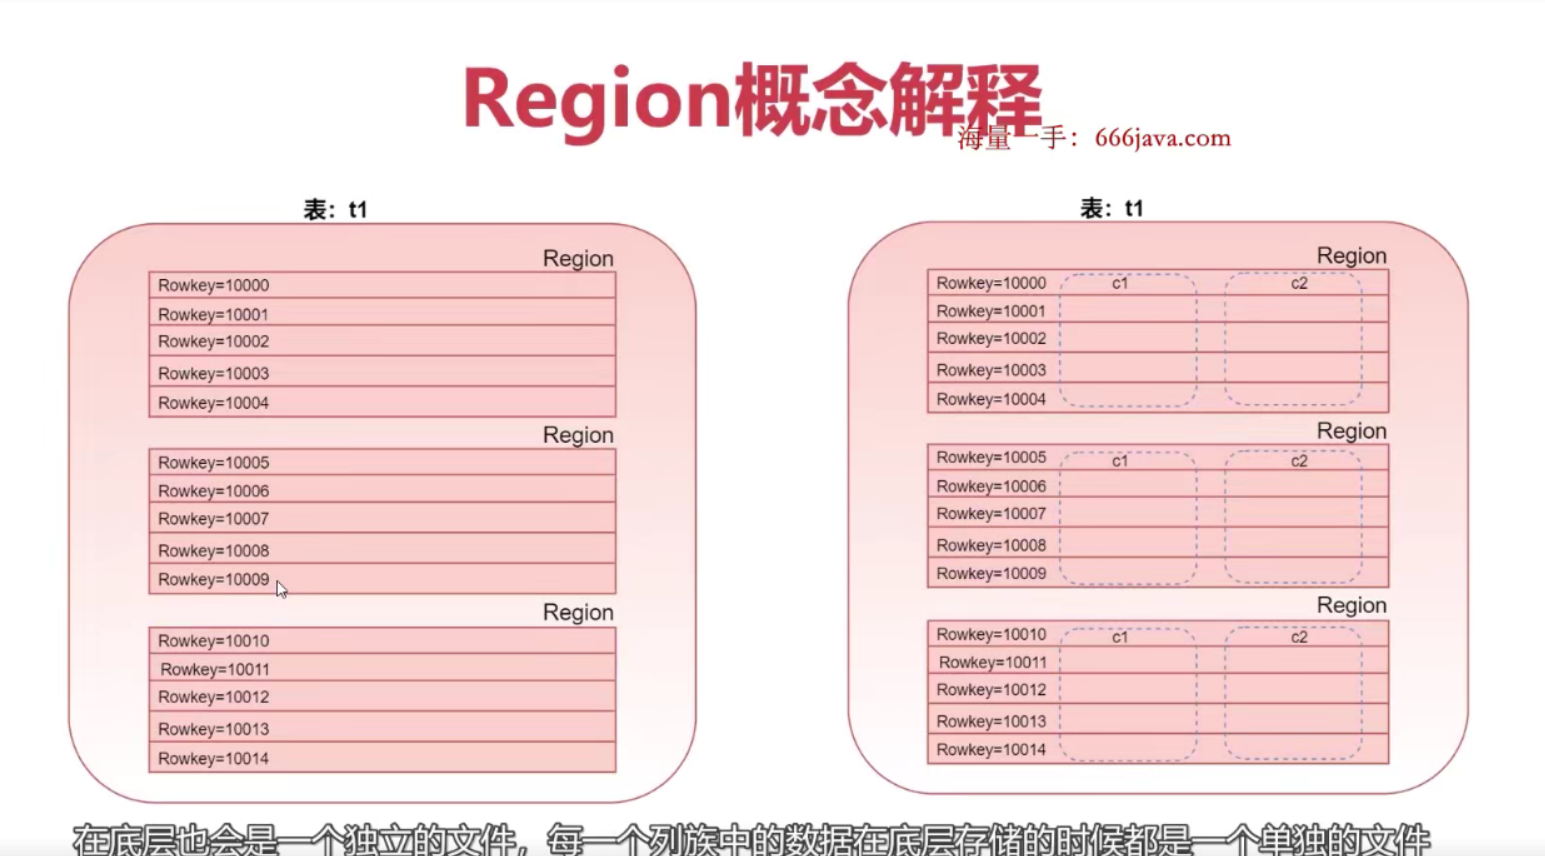 Region概念解释
海量一手：666java.com
表：t1
Region
Rowkey=10000
Rowkey=10001
Rowkey=10002
Rowkey=10003
Rowkey=10004
Region
Rowkey=10005
Rowkey=10006
Rowkey=10007
Rowkey=10008
Rowkey=10009
Region
Rowkey=10010
Rowkey=10011
Rowkey=10012
Rowkey=10013
Rowkey=10014
表：t1
Region
Rowkey=10000 c1 c2
Rowkey=10001
Rowkey=10002
Rowkey=10003
Rowkey=10004
Region
Rowkey=10005 c1 c2
Rowkey=10006
Rowkey=10007
Rowkey=10008
Rowkey=10009
Region
Rowkey=10010 c1 c2
Rowkey=10011
Rowkey=10012
Rowkey=10013
Rowkey=10014
在底层也会是一个独立的文件，每一个列族中的数据在底层存储的时候都是一个单独的文件